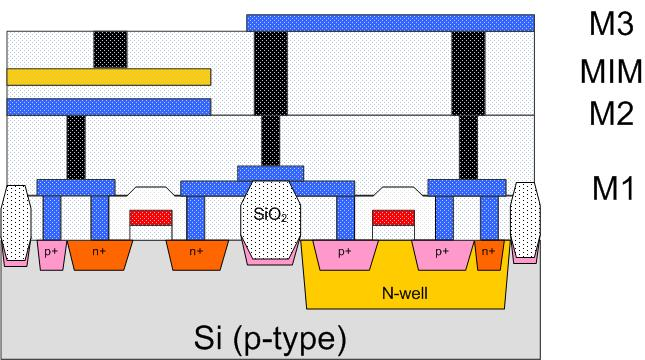 M3
MIM
M2
M1
SiO₂
p+ n+ n+ p+ p+ n+
N-well
Si (p-type)